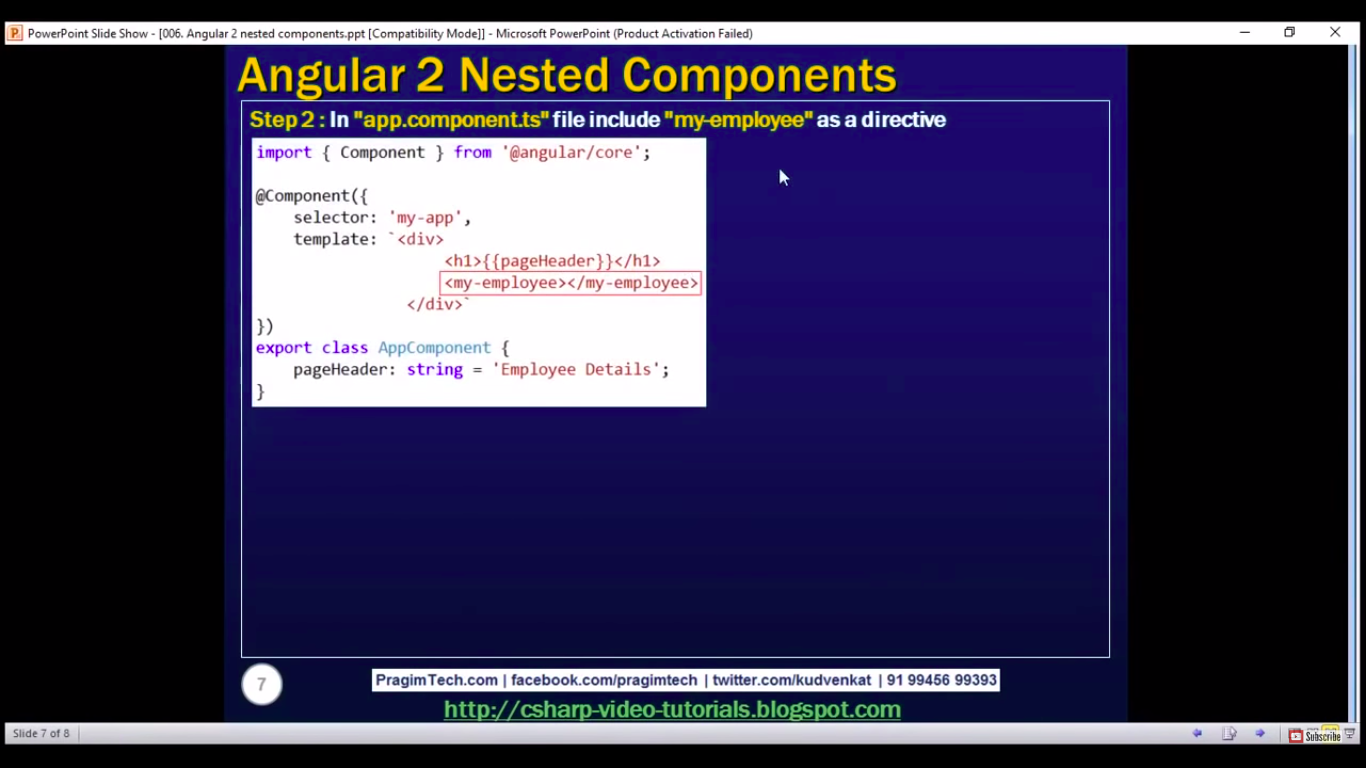 PowerPoint Slide Show - [006. Angular 2 nested components.ppt [Compatibility Mode]] - Microsoft PowerPoint (Product Activation Failed)
Angular 2 Nested Components
Step 2 : In "app.component.ts" file include "my-employee" as a directive
import { Component } from '@angular/core';
@Component({
    selector: 'my-app',
    template: `<div>
                    <h1>{{pageHeader}}</h1>
                    <my-employee></my-employee>
                </div>`
})
export class AppComponent {
    pageHeader: string = 'Employee Details';
}
7
PragimTech.com | facebook.com/pragimtech | twitter.com/kudvenkat | 91 99456 99393
http://csharp-video-tutorials.blogspot.com
Slide 7 of 8
Subscribe